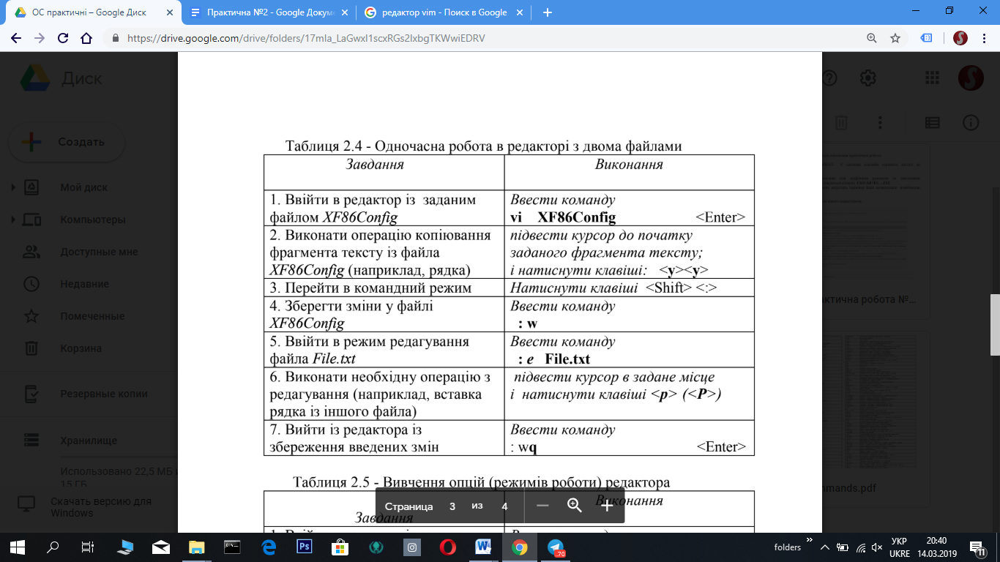 ОС практичні – Google Диск
Практична №2 - Google Докум
редактор vim - Поиск в Google
https://drive.google.com/drive/folders/17mla_LaGwxI1scxRGs2IxbgTKWwiEDRV
Диск
Создать
Мой диск
Компьютеры
Доступные мне
Недавние
Помеченные
Корзина
Резервные копии
Хранилище
Использовано 22,5 МБ и
15 ГБ
Скачать версию для
Windows
Таблиця 2.4 - Одночасна робота в редакторі з двома файлами
Завдання
Виконання
1. Ввійти в редактор із заданим
файлом XF86Config
Ввести команду
vi XF86Config <Enter>
2. Виконати операцію копіювання
фрагмента тексту із файла
XF86Config (наприклад, рядка)
підвести курсор до початку
заданого фрагмента тексту;
і натиснути клавіші: <y><y>
3. Перейти в командний режим
Натиснути клавіші <Shift> <:>
4. Зберегти зміни у файлі
XF86Config
Ввести команду
: w
5. Ввійти в режим редагування
файла File.txt
Ввести команду
: e File.txt
6. Виконати необхідну операцію з
редагування (наприклад, вставка
рядка із іншого файла)
підвести курсор в задане місце
і натиснути клавіші <p> (<P>)
7. Вийти із редактора із
збереження введених змін
Ввести команду
: wq <Enter>
Таблиця 2.5 - Вивчення опцій (режимів роботи) редактора
Завдання
Виконання
Страница 3 из 4
актична робота №...
mmands.pdf
folders
УКР
UKRE
20:40
14.03.2019
11
.70